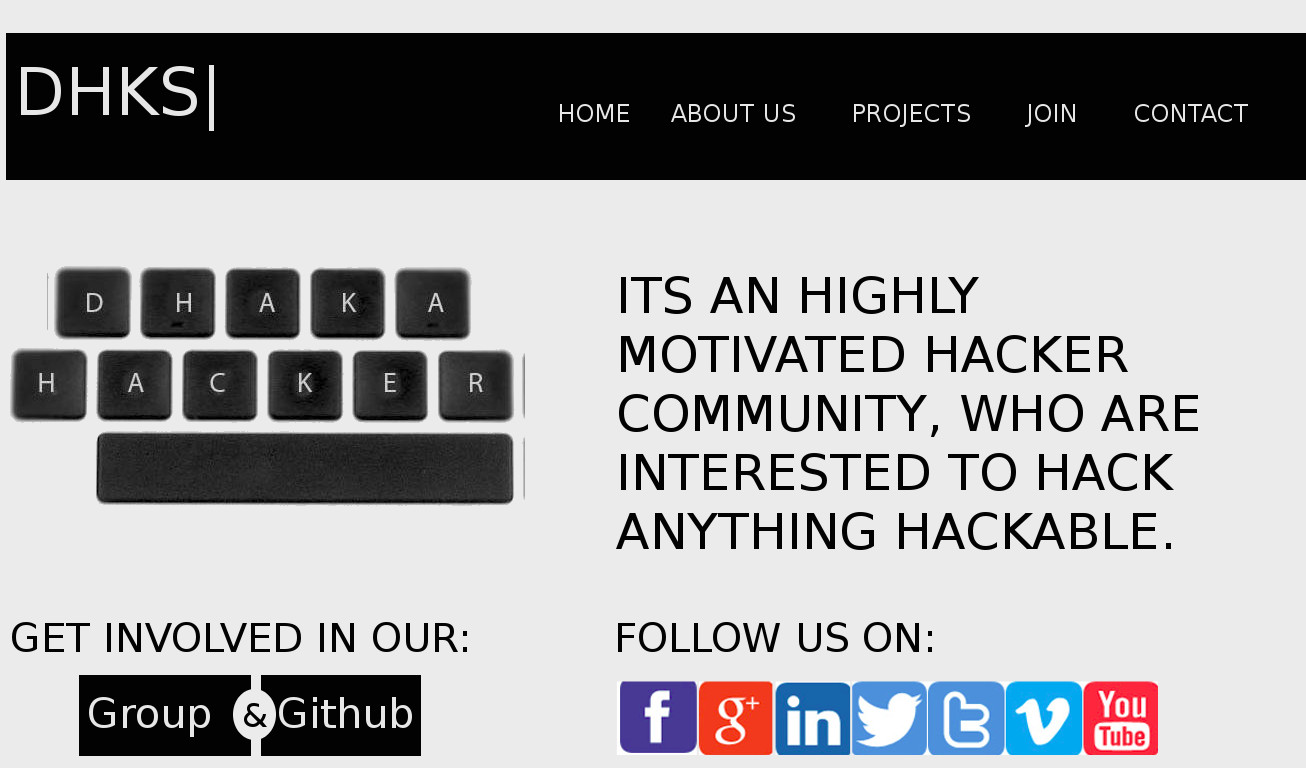 DHKS|
HOME ABOUT US PROJECTS JOIN CONTACT
D H A K A
H A C K E R
ITS AN HIGHLY
MOTIVATED HACKER
COMMUNITY, WHO ARE
INTERESTED TO HACK
ANYTHING HACKABLE.
GET INVOLVED IN OUR:
Group & Github
FOLLOW US ON:
f g+ in t v You
Tube